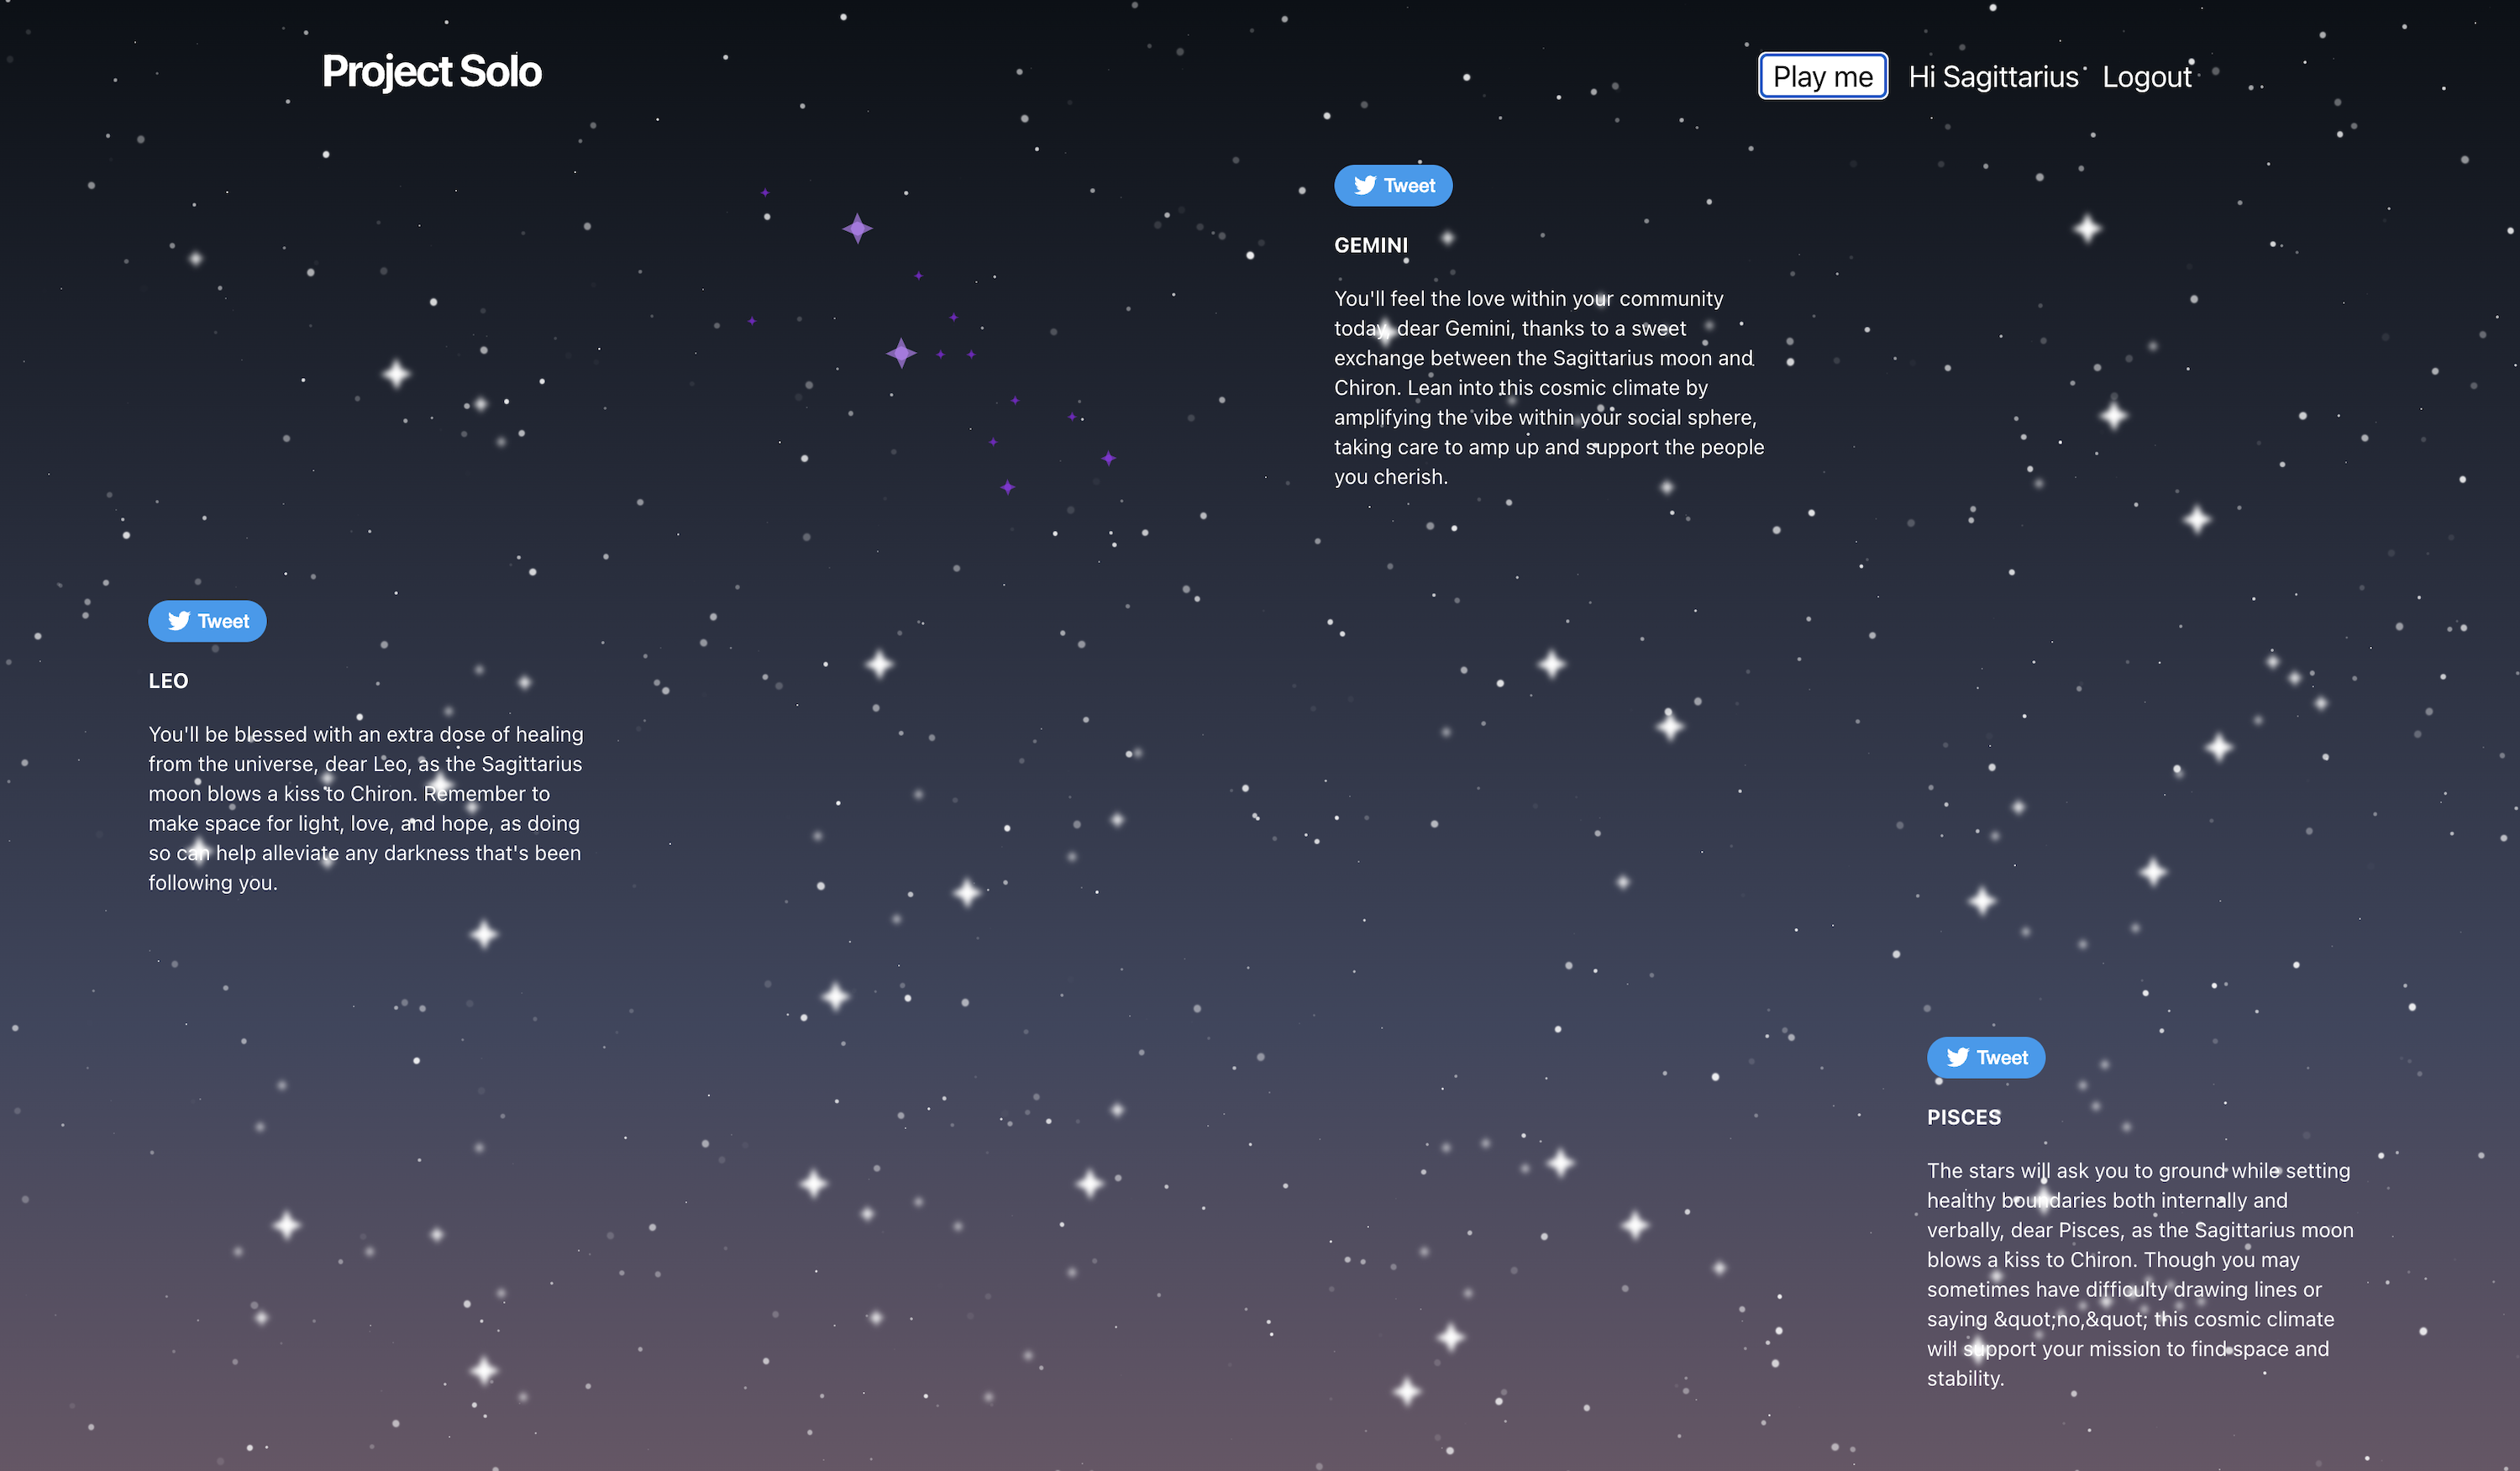 Project Solo
Play me
Hi Sagittarius
Logout
Tweet
GEMINI
You'll feel the love within your community
today, dear Gemini, thanks to a sweet
exchange between the Sagittarius moon and
Chiron. Lean into this cosmic climate by
amplifying the vibe within your social sphere,
taking care to amp up and support the people
you cherish.
Tweet
LEO
You'll be blessed with an extra dose of healing
from the universe, dear Leo, as the Sagittarius
moon blows a kiss to Chiron. Remember to
make space for light, love, and hope, as doing
so can help alleviate any darkness that's been
following you.
Tweet
PISCES
The stars will ask you to ground while setting
healthy boundaries both internally and
verbally, dear Pisces, as the Sagittarius moon
blows a kiss to Chiron. Though you may
sometimes have difficulty drawing lines or
saying &quot;no,&quot; this cosmic climate
will support your mission to find space and
stability.